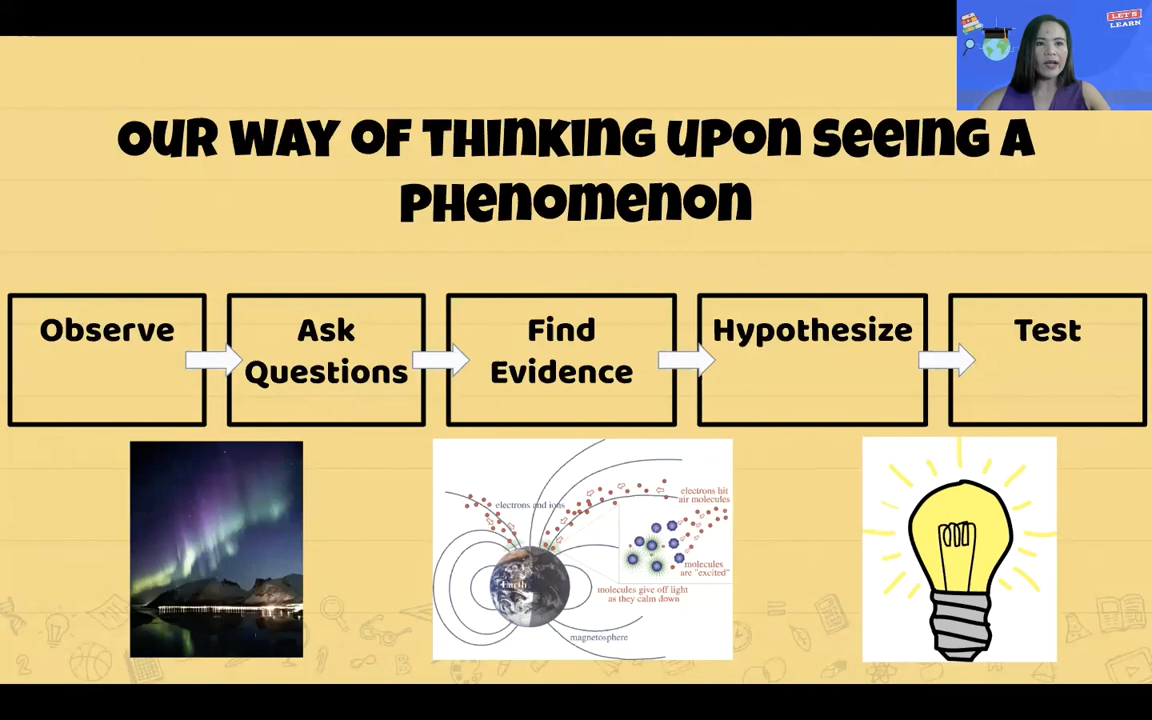 LET'S
LEARN
OUR WAY OF THINKING UPON SEEING A
PHENOMENON
Observe
Ask
Questions
Find
Evidence
Hypothesize
Test
electrons and ions
electrons hit
air molecules
molecules
are "excited"
molecules give off light
as they calm down
Earth
magnetosphere